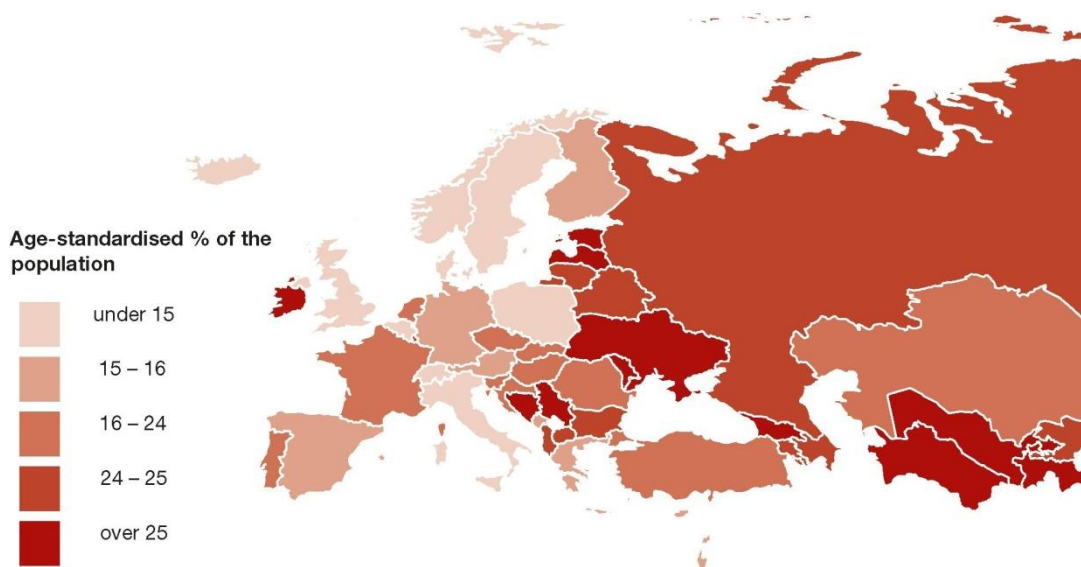 Age-standardised % of the
population
under 15
15 – 16
16 – 24
24 – 25
over 25